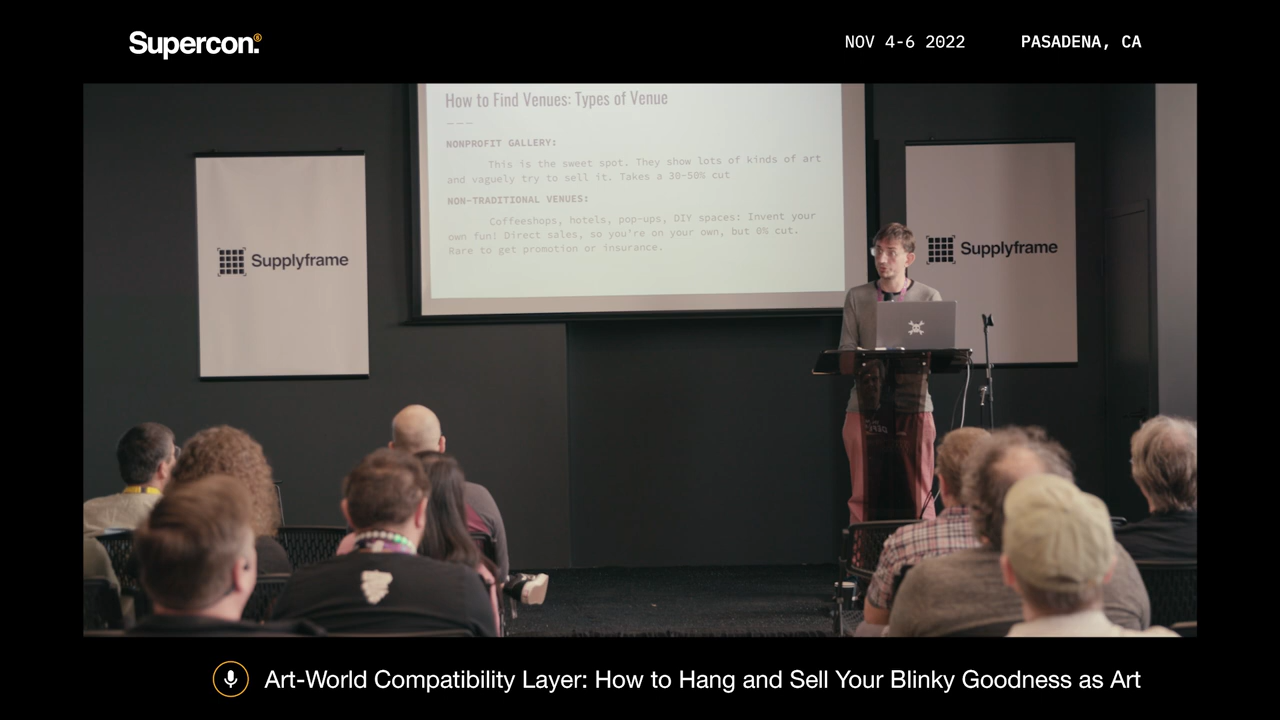 Supercon.6
NOV 4-6 2022
PASADENA, CA
How to Find Venues: Types of Venue
———
NONPROFIT GALLERY:
This is the sweet spot. They show lots of kinds of art
and vaguely try to sell it. Takes a 30-50% cut
NON-TRADITIONAL VENUES:
Coffeeshops, hotels, pop-ups, DIY spaces: Invent your
own fun! Direct sales, so you're on your own, but 0% cut.
Rare to get promotion or insurance.
Supplyframe
Supplyframe
Art-World Compatibility Layer: How to Hang and Sell Your Blinky Goodness as Art